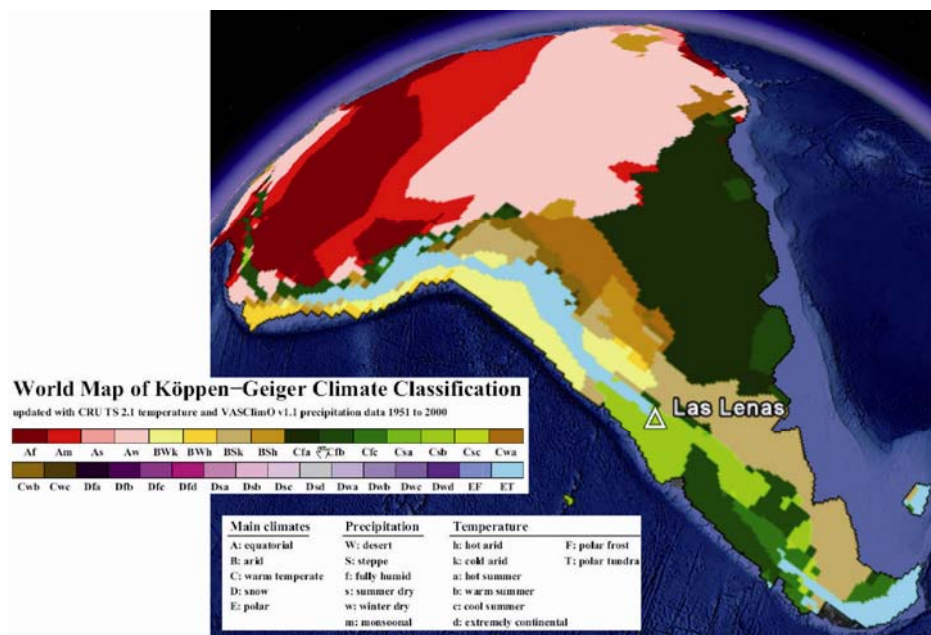 Las Lenas
World Map of Köppen−Geiger Climate Classification
updated with CRU TS 2.1 temperature and VASClimO v1.1 precipitation data 1951 to 2000
Af Am As Aw BWk BWh BSk BSh Cfa Cfb Cfc Csa Csb Csc Cwa
Cwb Cwc Dfa Dfb Dfc Dfd Dsa Dsb Dsc Dsd Dwa Dwb Dwc Dwd EF ET
Main climates Precipitation Temperature
A: equatorial W: desert h: hot arid F: polar frost
B: arid S: steppe k: cold arid T: polar tundra
C: warm temperate f: fully humid a: hot summer
D: snow s: summer dry b: warm summer
E: polar w: winter dry c: cool summer
m: monsoonal d: extremely continental